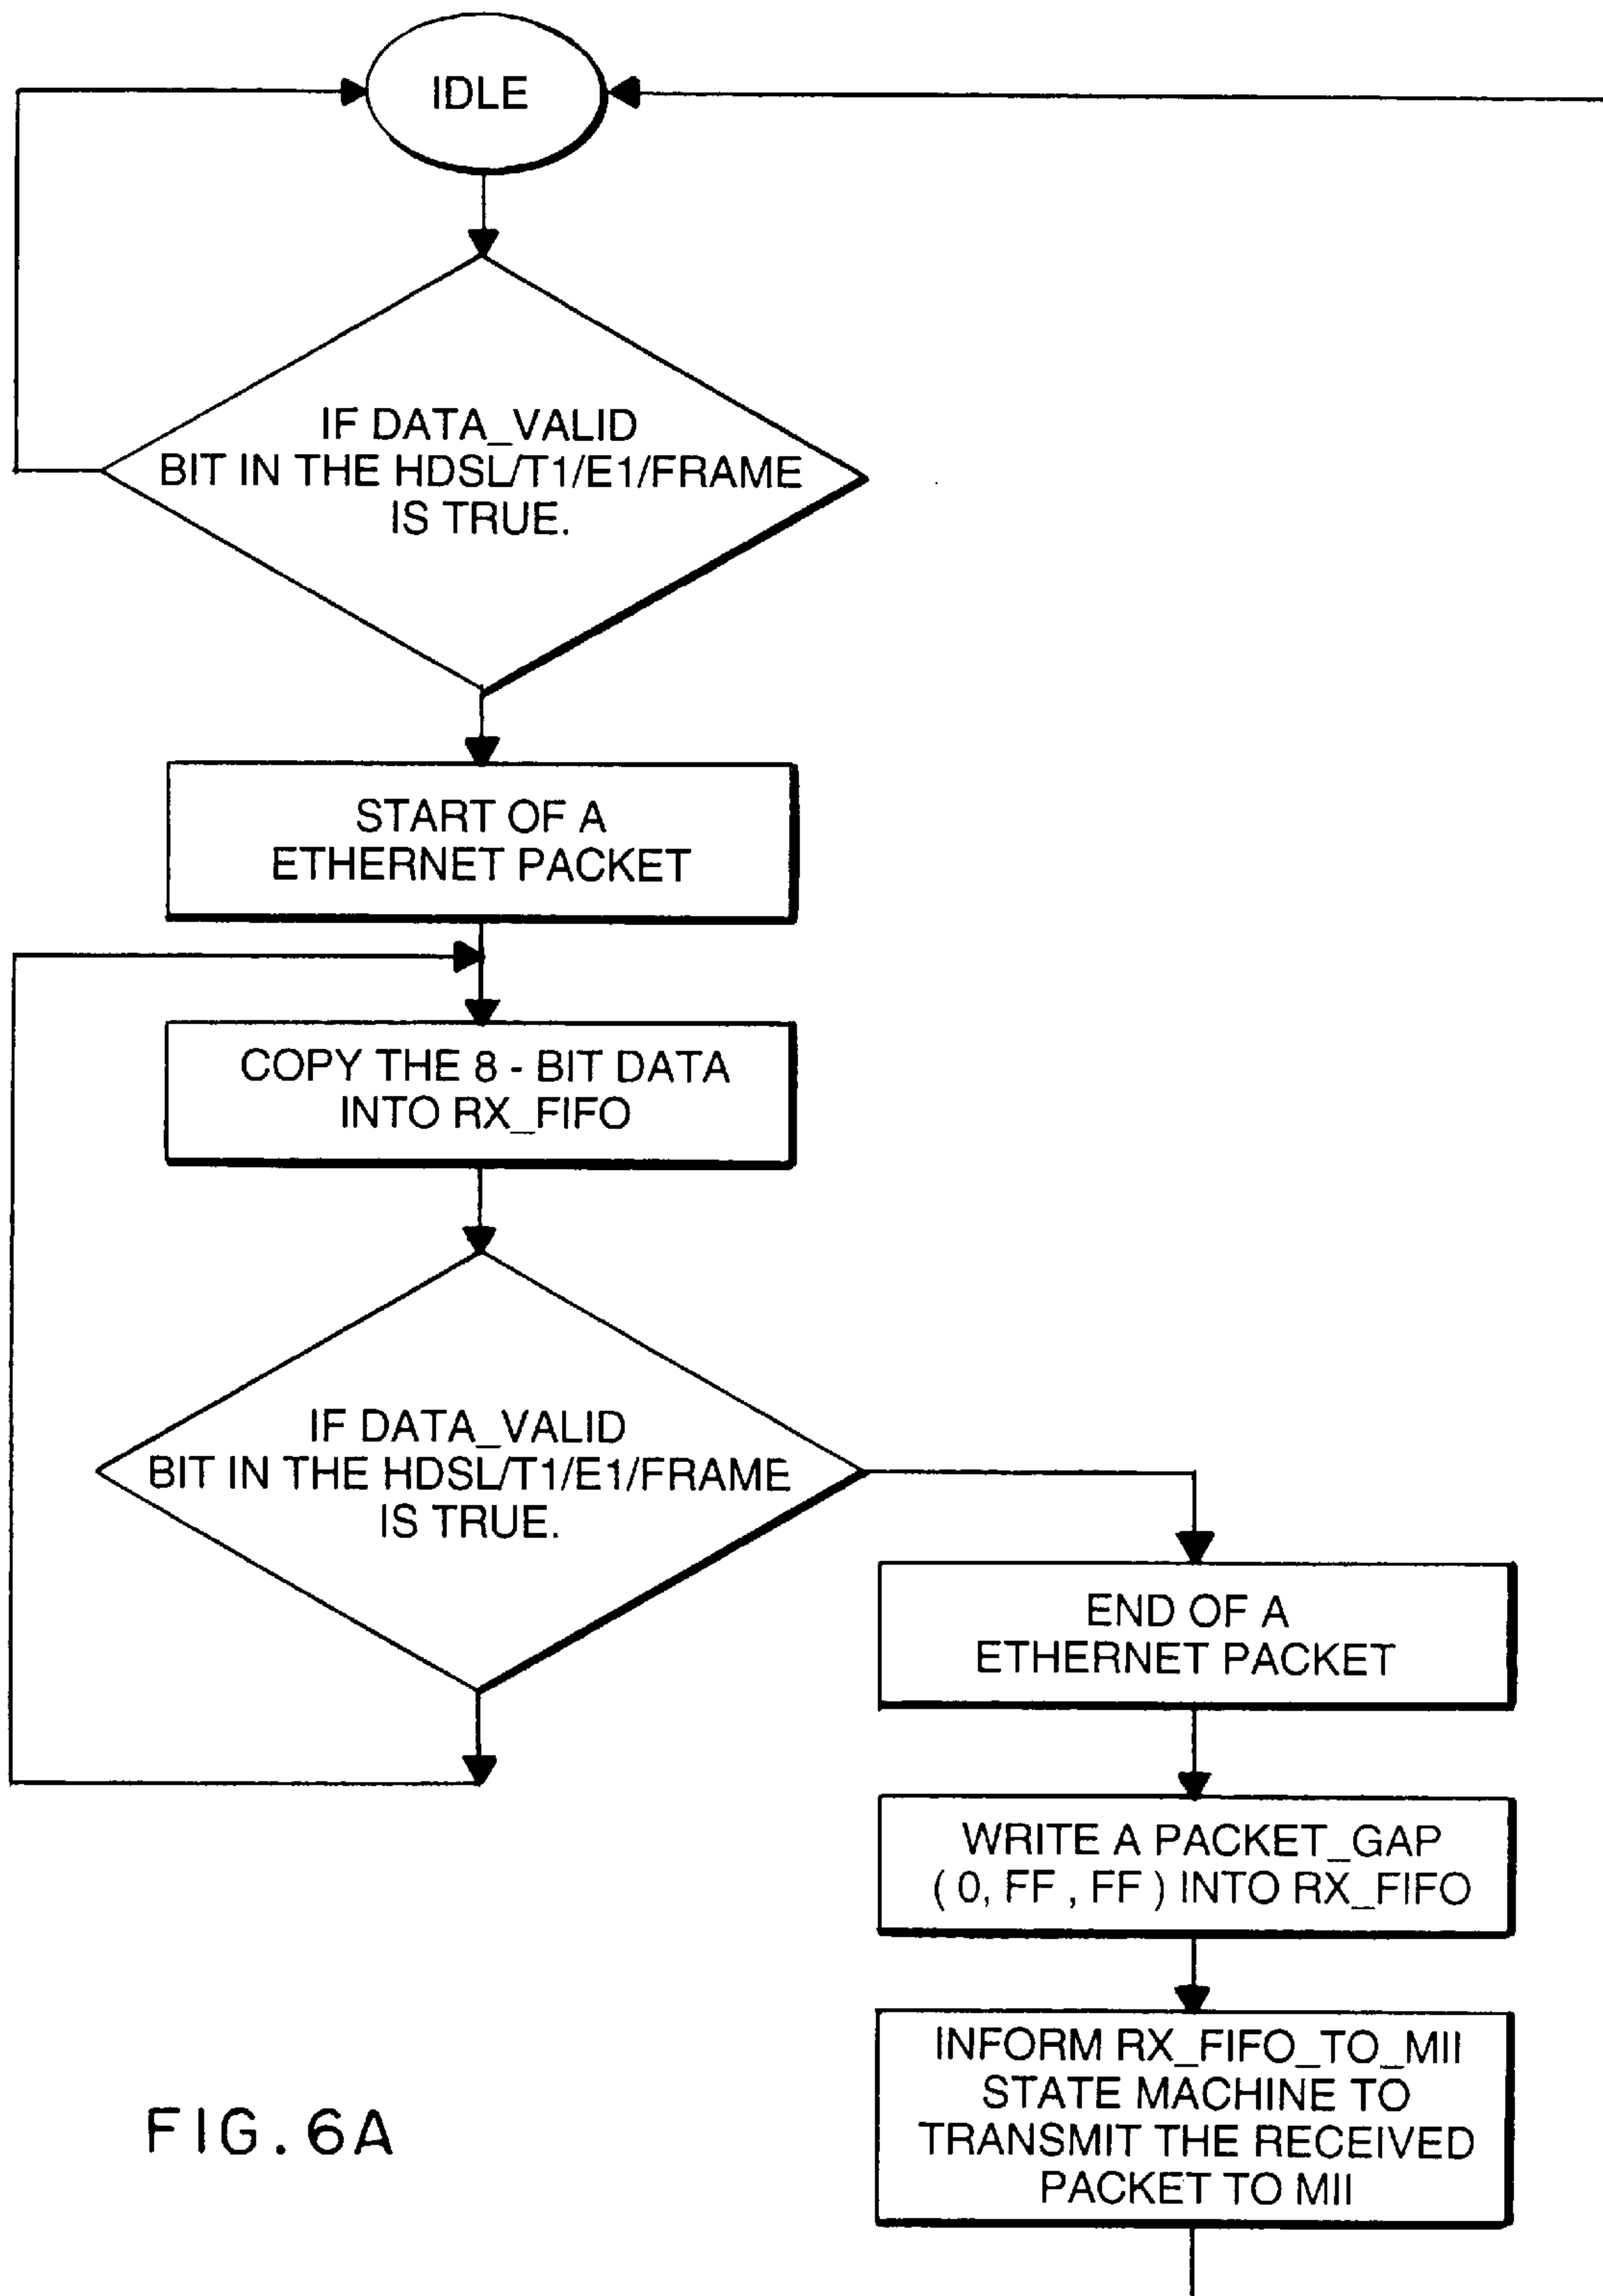 IDLE
IF DATA_VALID
BIT IN THE HDSL/T1/E1/FRAME
IS TRUE.
START OF A
ETHERNET PACKET
COPY THE 8 - BIT DATA
INTO RX_FIFO
IF DATA_VALID
BIT IN THE HDSL/T1/E1/FRAME
IS TRUE.
END OF A
ETHERNET PACKET
WRITE A PACKET_GAP
( 0, FF , FF ) INTO RX_FIFO
INFORM RX_FIFO_TO_MII
STATE MACHINE TO
TRANSMIT THE RECEIVED
PACKET TO MII
FIG.6A